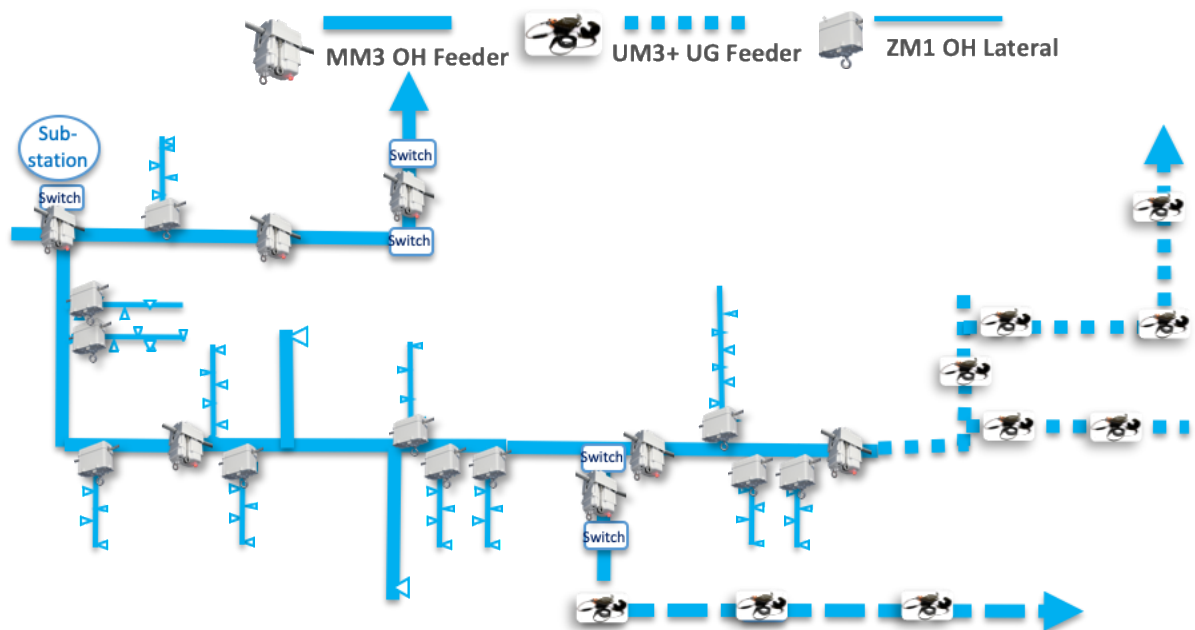 MM3 OH Feeder
UM3+ UG Feeder
ZM1 OH Lateral
Sub-
station
Switch
Switch
Switch
Switch
Switch